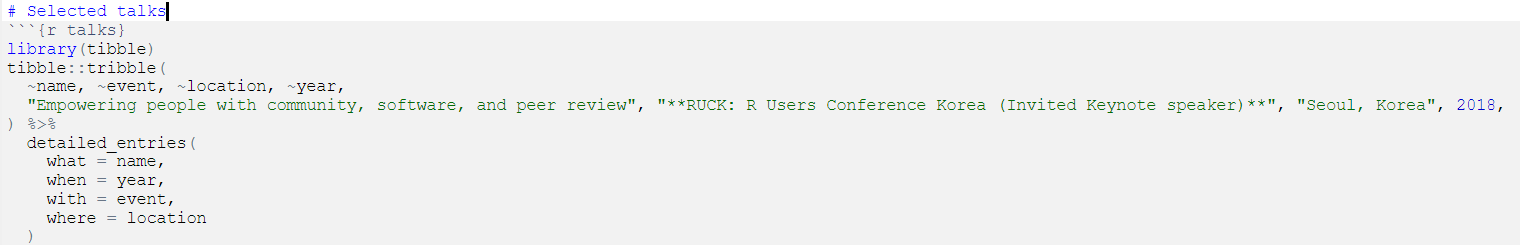 # Selected talks
```{r talks}
library(tibble)
tibble::tribble(
  ~name, ~event, ~location, ~year,
  "Empowering people with community, software, and peer review", "**RUCK: R Users Conference Korea (Invited Keynote speaker)**", "Seoul, Korea", 2018,
) %>%
  detailed_entries(
    what = name,
    when = year,
    with = event,
    where = location
  )